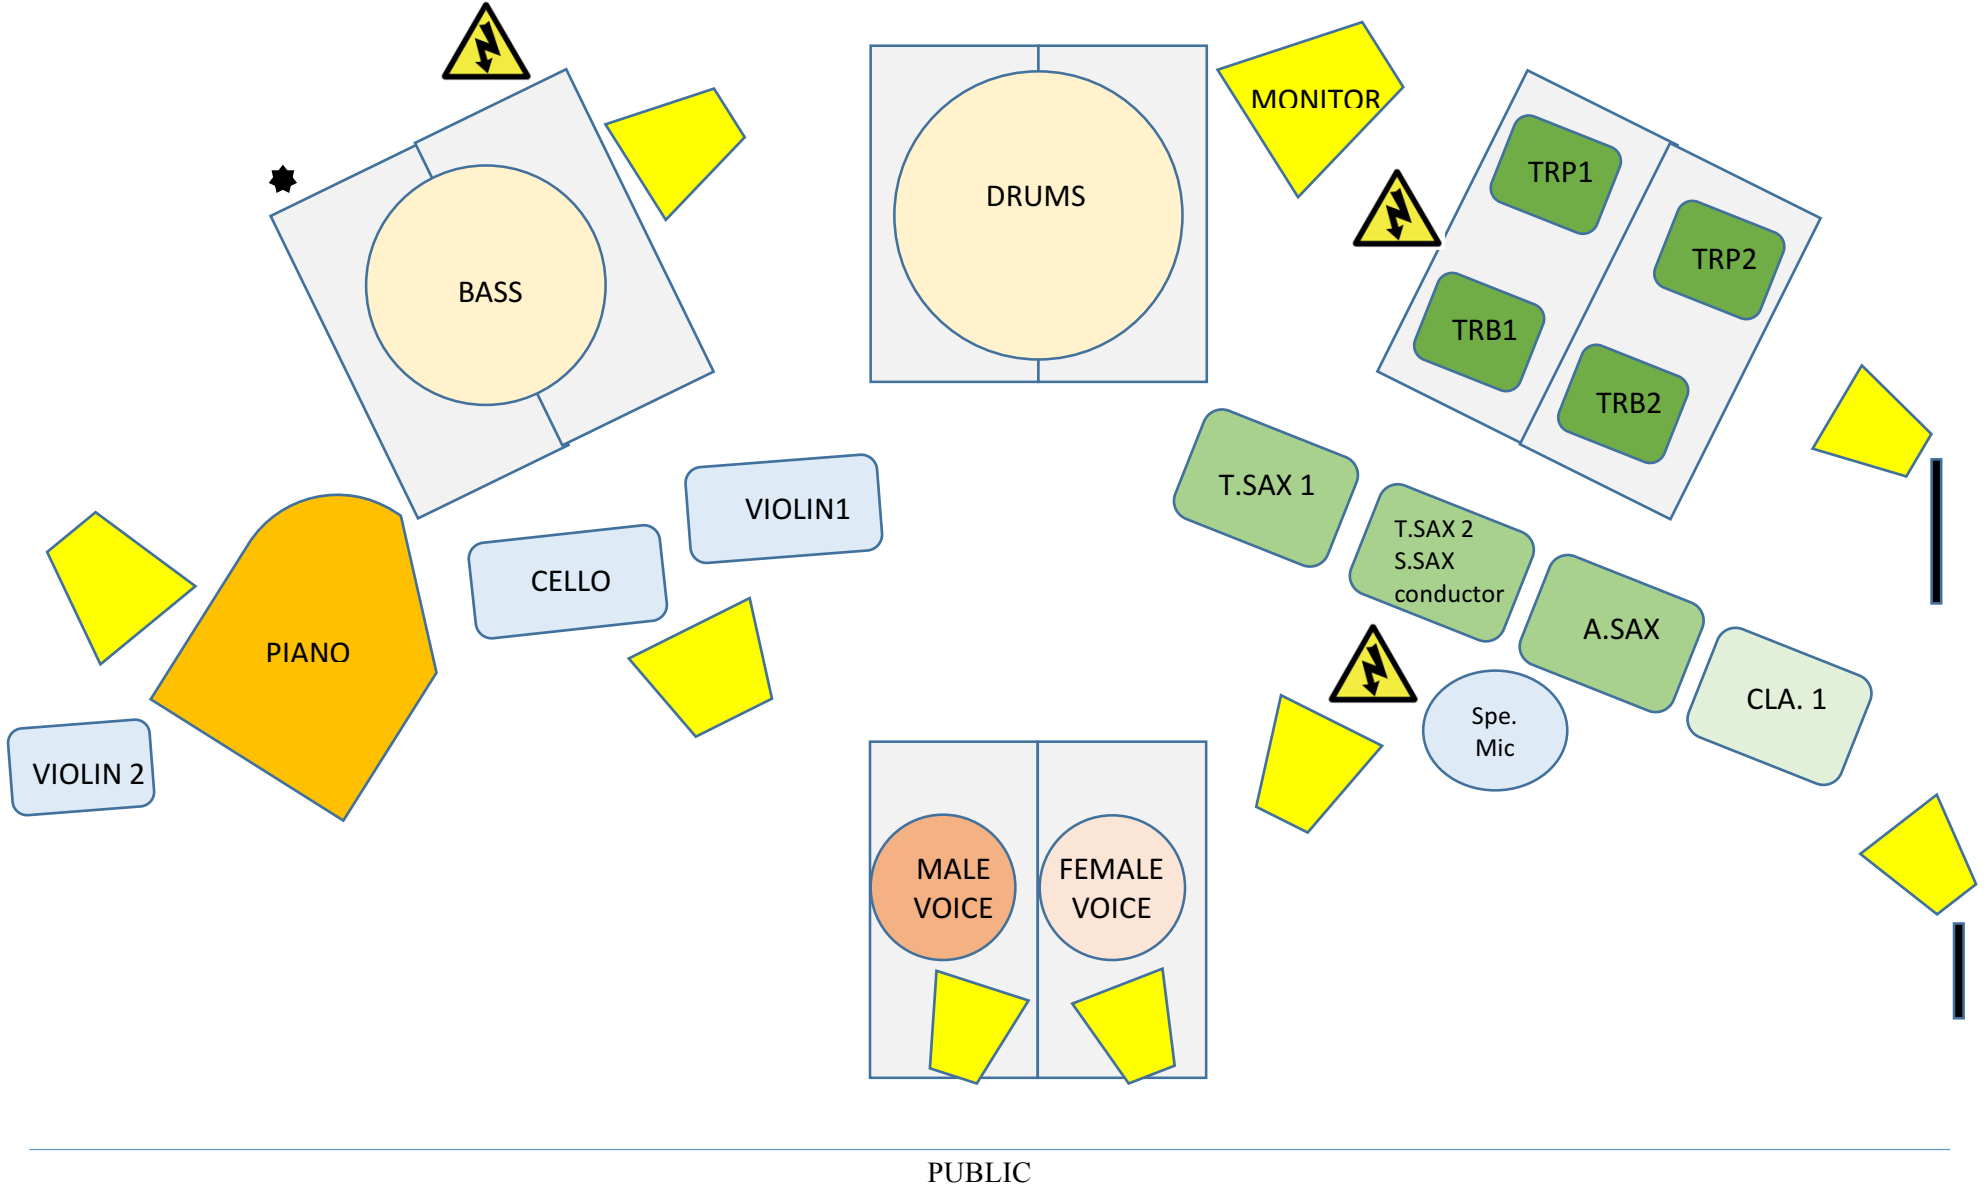 MONITOR
TRP1
DRUMS
TRP2
BASS
TRB1
TRB2
T.SAX 1
VIOLIN1
T.SAX 2
S.SAX
conductor
CELLO
A.SAX
PIANO
CLA. 1
Spe.
Mic
VIOLIN 2
MALE
VOICE
FEMALE
VOICE
PUBLIC